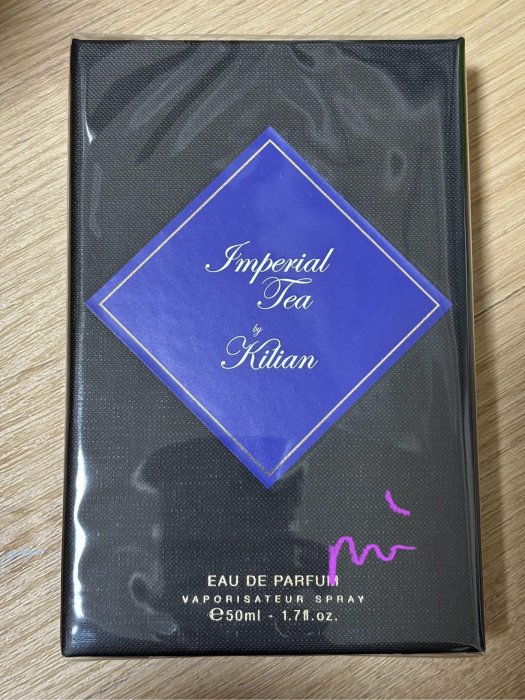 Imperial
Tea
by
Kilian
EAU DE PARFUM
VAPORISATEUR SPRAY
℮50ml - 1.7fl.oz.